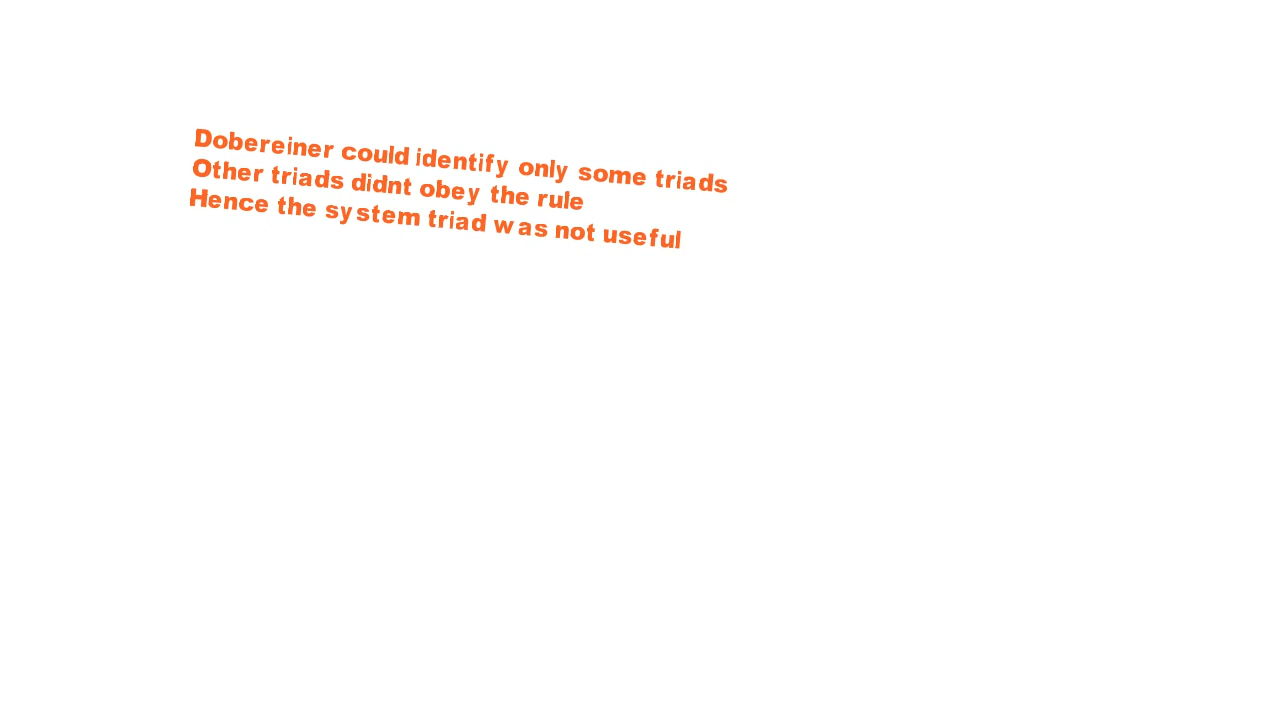 Dobereiner could identify only some triads
Other triads didnt obey the rule
Hence the system triad was not useful